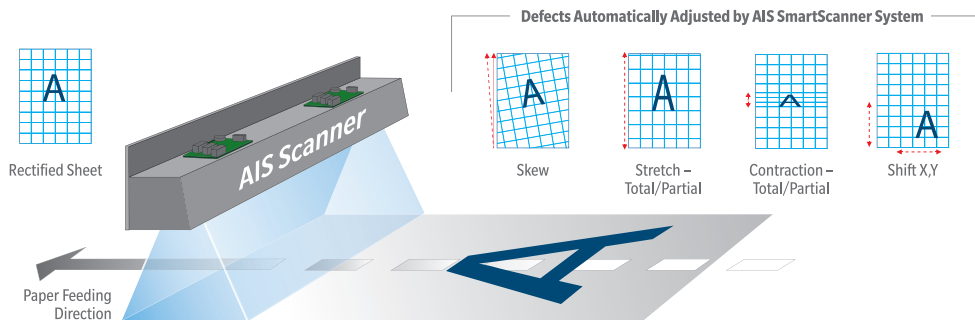 Defects Automatically Adjusted by AIS SmartScanner System
A
Rectified Sheet
AIS Scanner
A
Skew
A
Stretch –
Total/Partial
A
Contraction –
Total/Partial
A
Shift X,Y
A
Paper Feeding
Direction